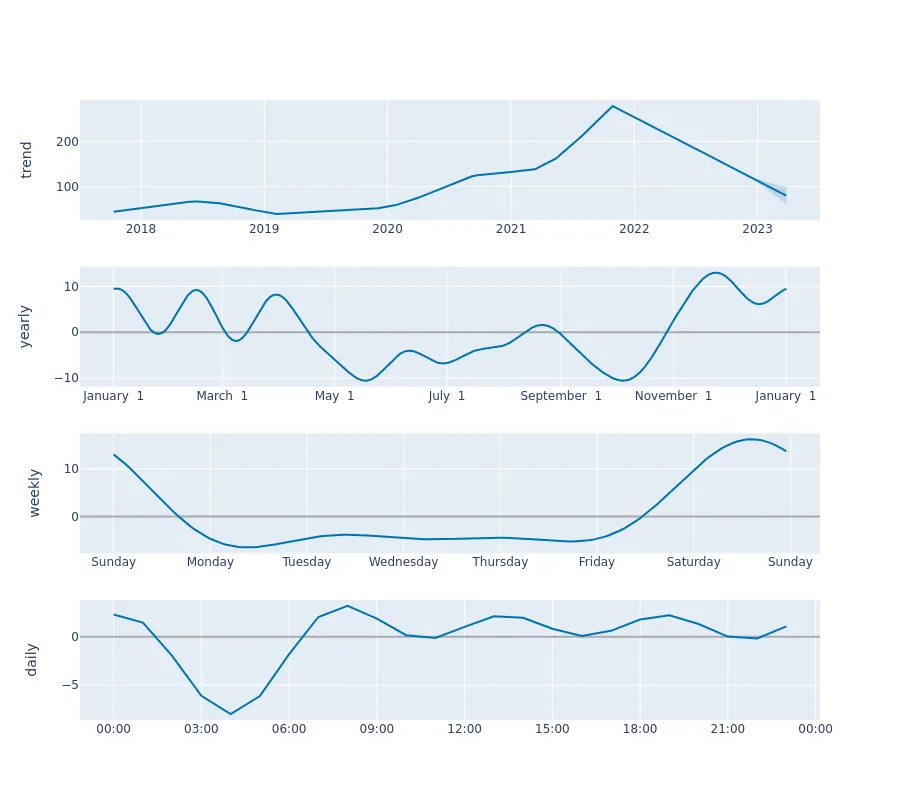 trend
200
100
2018 2019 2020 2021 2022 2023
yearly
10
0
−10
January 1 March 1 May 1 July 1 September 1 November 1 January 1
weekly
10
0
Sunday Monday Tuesday Wednesday Thursday Friday Saturday Sunday
daily
0
−5
00:00 03:00 06:00 09:00 12:00 15:00 18:00 21:00 00:00